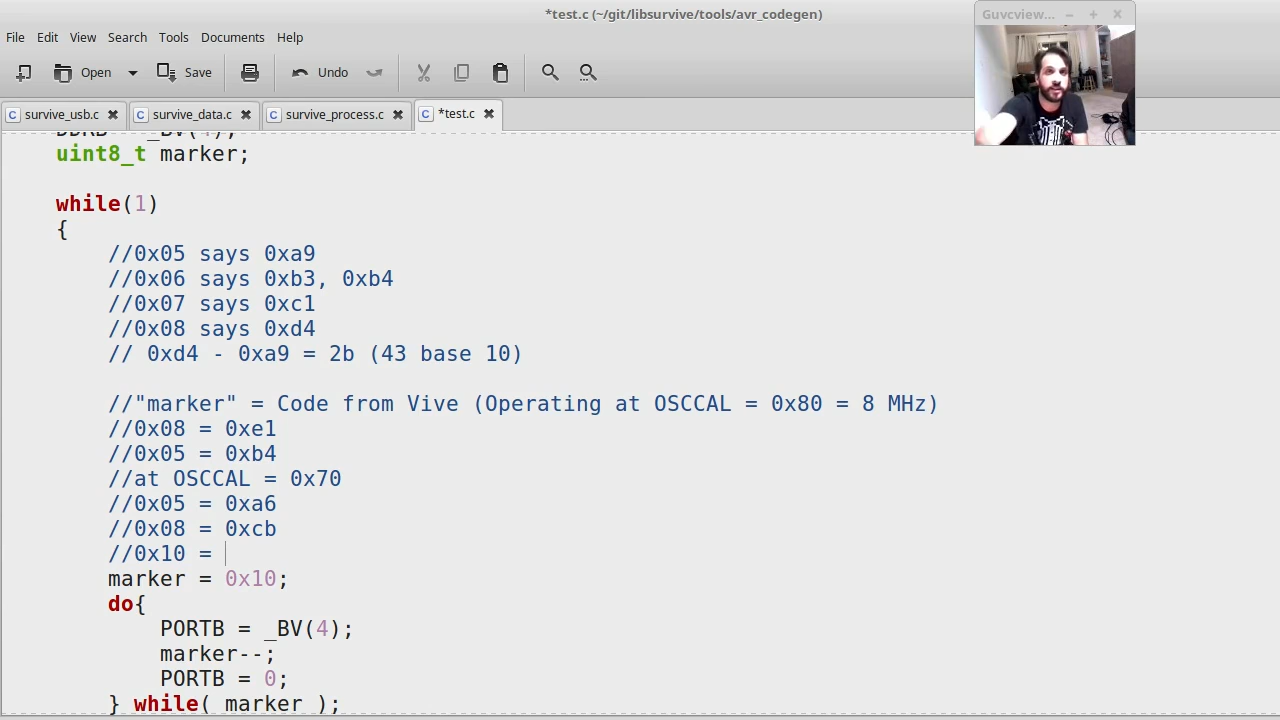 *test.c (~/git/libsurvive/tools/avr_codegen)
Guvcview...
File Edit View Search Tools Documents Help
Open Save Undo
survive_usb.c survive_data.c survive_process.c *test.c
uint8_t marker;
while(1)
{
//0x05 says 0xa9
//0x06 says 0xb3, 0xb4
//0x07 says 0xc1
//0x08 says 0xd4
// 0xd4 - 0xa9 = 2b (43 base 10)
//"marker" = Code from Vive (Operating at OSCCAL = 0x80 = 8 MHz)
//0x08 = 0xe1
//0x05 = 0xb4
//at OSCCAL = 0x70
//0x05 = 0xa6
//0x08 = 0xcb
//0x10 =
marker = 0x10;
do{
PORTB = _BV(4);
marker--;
PORTB = 0;
} while( marker );